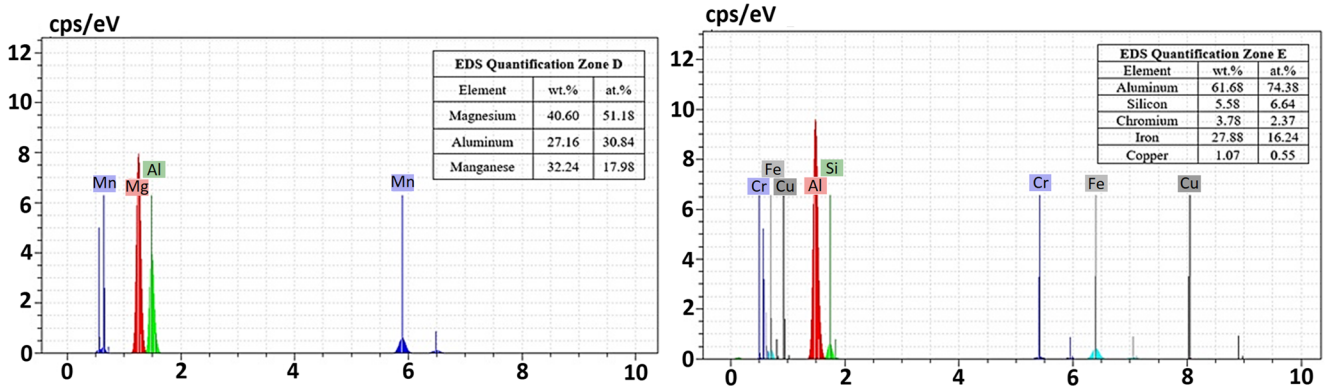 cps/eV
12
10
8
6
4
2
0
0 2 4 6 8 10
Mn Mg Al Mn
EDS Quantification Zone D
Element wt.% at.%
Magnesium 40.60 51.18
Aluminum 27.16 30.84
Manganese 32.24 17.98
cps/eV
12
10
8
6
4
2
0
0 2 4 6 8 10
Cr Fe Cu Al Si Cr Fe Cu
EDS Quantification Zone E
Element wt.% at.%
Aluminum 61.68 74.38
Silicon 5.58 6.64
Chromium 3.78 2.37
Iron 27.88 16.24
Copper 1.07 0.55